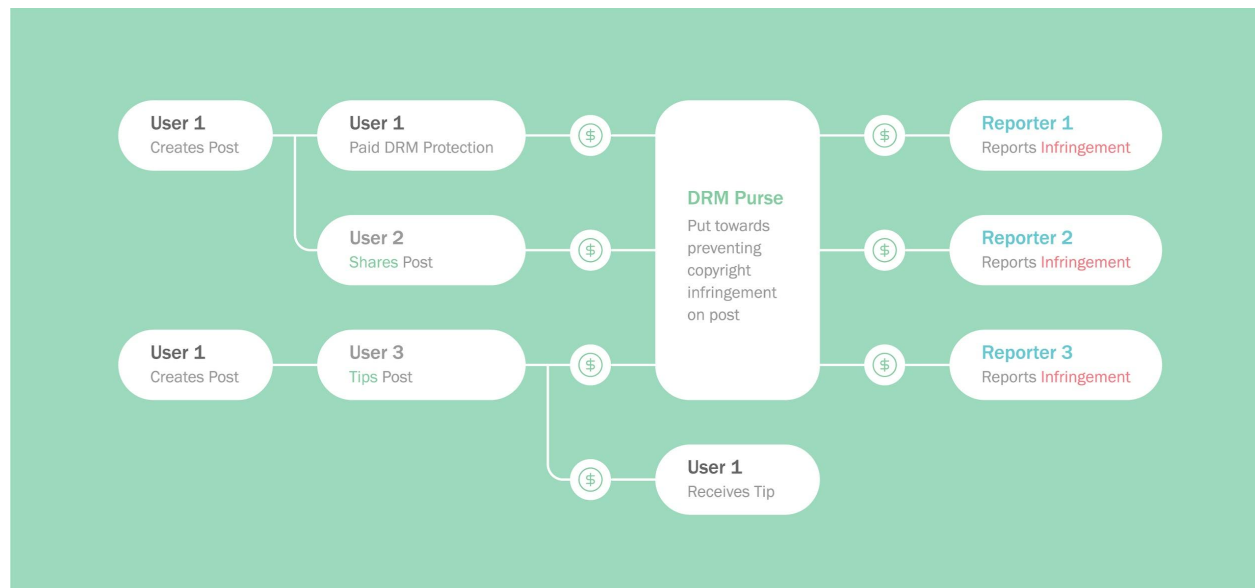 User 1
Creates Post
User 1
Paid DRM Protection
$
$
Reporter 1
Reports Infringement
User 2
Shares Post
$
DRM Purse
Put towards
preventing
copyright
infringement
on post
$
Reporter 2
Reports Infringement
User 1
Creates Post
User 3
Tips Post
$
$
Reporter 3
Reports Infringement
$
User 1
Receives Tip